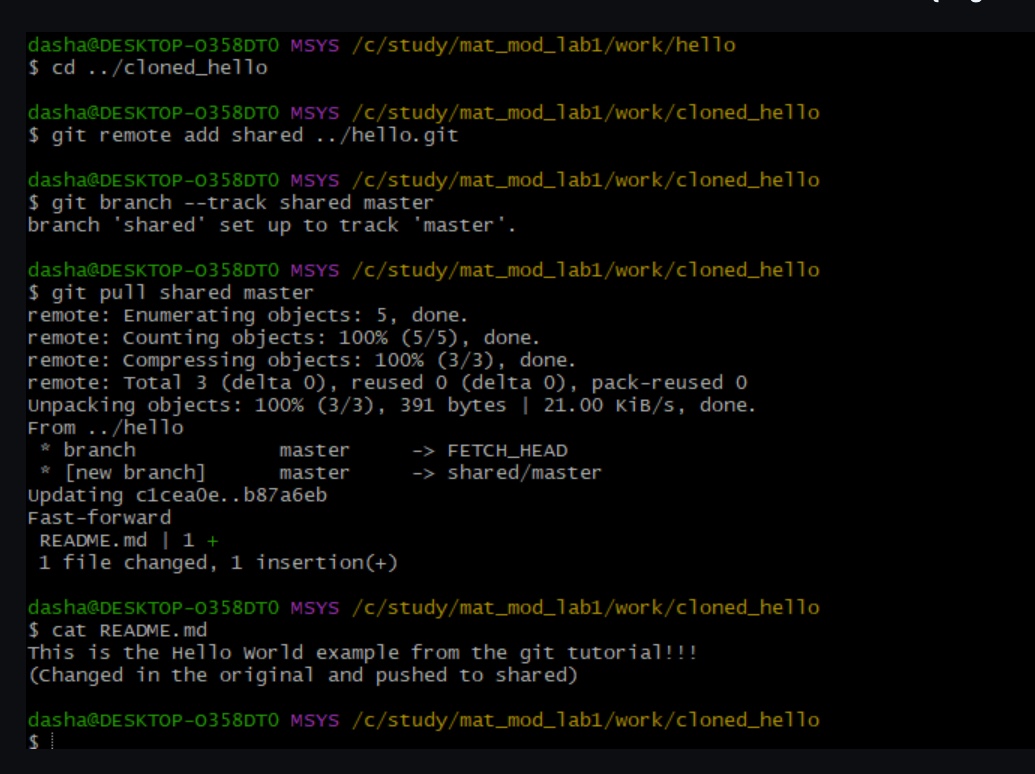 dasha@DESKTOP-O358DT0 MSYS /c/study/mat_mod_lab1/work/hello
$ cd ../cloned_hello
dasha@DESKTOP-O358DT0 MSYS /c/study/mat_mod_lab1/work/cloned_hello
$ git remote add shared ../hello.git
dasha@DESKTOP-O358DT0 MSYS /c/study/mat_mod_lab1/work/cloned_hello
$ git branch --track shared master
branch 'shared' set up to track 'master'.
dasha@DESKTOP-O358DT0 MSYS /c/study/mat_mod_lab1/work/cloned_hello
$ git pull shared master
remote: Enumerating objects: 5, done.
remote: Counting objects: 100% (5/5), done.
remote: Compressing objects: 100% (3/3), done.
remote: Total 3 (delta 0), reused 0 (delta 0), pack-reused 0
Unpacking objects: 100% (3/3), 391 bytes | 21.00 KiB/s, done.
From ../hello
 * branch            master     -> FETCH_HEAD
 * [new branch]      master     -> shared/master
Updating c1cea0e..b87a6eb
Fast-forward
 README.md | 1 +
 1 file changed, 1 insertion(+)
dasha@DESKTOP-O358DT0 MSYS /c/study/mat_mod_lab1/work/cloned_hello
$ cat README.md
This is the Hello World example from the git tutorial!!!
(Changed in the original and pushed to shared)
dasha@DESKTOP-O358DT0 MSYS /c/study/mat_mod_lab1/work/cloned_hello
$